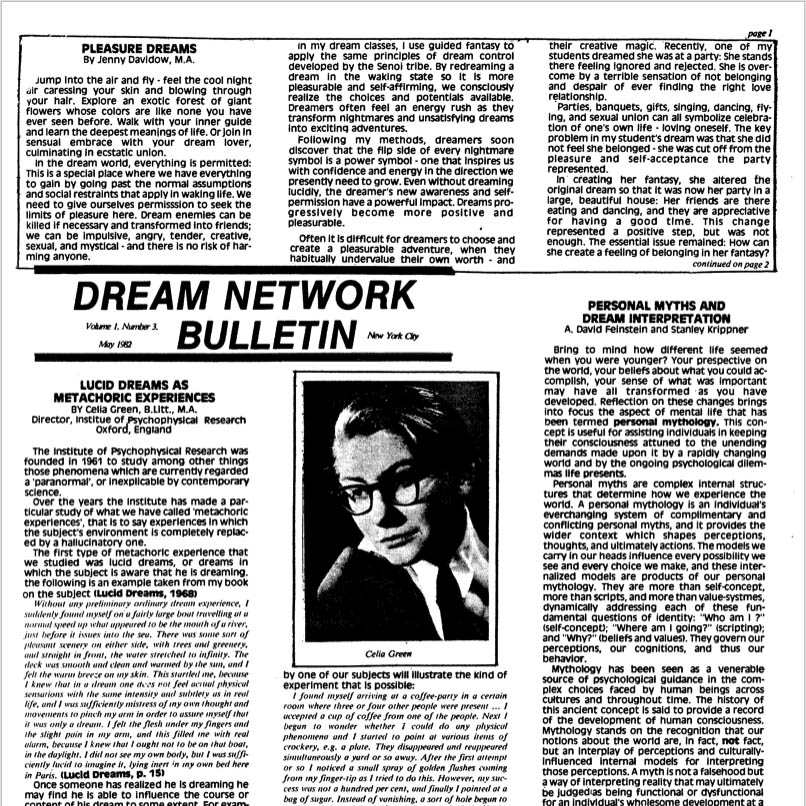 page 1
PLEASURE DREAMS
By Jenny Davidow, M.A.
Jump into the air and fly - feel the cool night
air caressing your skin and blowing through
your hair. Explore an exotic forest of giant
flowers whose colors are like none you have
ever seen before. Walk with your inner guide
and learn the deepest meanings of life. Or join in
sensual embrace with your dream lover,
culminating in ecstatic union.
In the dream world, everything is permitted:
This is a special place where we have everything
to gain by going past the normal assumptions
and social restraints that apply in waking life. We
need to give ourselves permisssion to seek the
limits of pleasure here. Dream enemies can be
killed if necessary and transformed into friends;
we can be impulsive, angry, tender, creative,
sexual, and mystical - and there is no risk of har-
ming anyone.
In my dream classes, I use guided fantasy to
apply the same principles of dream control
developed by the Senoi tribe. By redreaming a
dream in the waking state so it is more
pleasurable and self-affirming, we consciously
realize the choices and potentials available.
Dreamers often feel an energy rush as they
transform nightmares and unsatisfying dreams
into exciting adventures.
Following my methods, dreamers soon
discover that the flip side of every nightmare
symbol is a power symbol - one that inspires us
with confidence and energy in the direction we
presently need to grow. Even without dreaming
lucidly, the dreamer's new awareness and self-
permission have a powerful impact. Dreams pro-
gressively become more positive and
pleasurable.
Often it is difficult for dreamers to choose and
create a pleasurable adventure, when they
habitually undervalue their own worth - and
their creative magic. Recently, one of my
students dreamed she was at a party: She stands
there feeling ignored and rejected. She is over-
come by a terrible sensation of not belonging
and despair of ever finding the right love
relationship.
Parties, banquets, gifts, singing, dancing, fly-
ing, and sexual union can all symbolize celebra-
tion of one's own life - loving oneself. The key
problem in my student's dream was that she did
not feel she belonged - she was cut off from the
pleasure and self-acceptance the party
represented.
In creating her fantasy, she altered the
original dream so that it was now her party in a
large, beautiful house: Her friends are there
eating and dancing, and they are appreciative
for having a good time. This change
represented a positive step, but was not
enough. The essential issue remained: How can
she create a feeling of belonging in her fantasy?
continued on page 2
DREAM NETWORK
BULLETIN
Volume 1. Number 3.
May 1982
New York City
LUCID DREAMS AS
METACHORIC EXPERIENCES
BY Celia Green, B.Litt., M.A.
Director, Institue of Psychophysical Research
Oxford, England
The Institute of Psychophysical Research was
founded in 1961 to study among other things
those phenomena which are currently regarded
a 'paranormal', or inexplicable by contemporary
science.
Over the years the Institute has made a par-
ticular study of what we have called 'metachoric
experiences', that is to say experiences in which
the subject's environment is completely replac-
ed by a hallucinatory one.
The first type of metachoric experience that
we studied was lucid dreams, or dreams in
which the subject is aware that he is dreaming.
the following is an example taken from my book
on the subject (Lucid Dreams, 1968)
Without any preliminary ordinary dream experience, I
suddenly found myself on a fairly large boat travelling at a
normal speed up what appeared to be the mouth of a river,
just before it issues into the sea. There was some sort of
pleasant scenery on either side, with trees and greenery,
and straight in front, the water stretched to infinity. The
deck was smooth and clean and warmed by the sun, and I
felt the warm breeze on my skin. This startled me, because
I knew that in a dream one does not feel actual physical
sensations with the same intensity and subtlety as in real
life, and I was sufficiently mistress of my own thought and
movements to pinch my arm in order to assure myself that
it was only a dream. I felt the flesh under my fingers and
the slight pain in my arm, and this filled me with real
alarm, because I knew that I ought not to be on that boat,
in the daylight. I did not see my own body, but I was suffi-
ciently lucid to imagine it, lying inert in my own bed here
in Paris. (Lucid Dreams, p. 15)
Once someone has realized he is dreaming he
may find he is able to influence the course or
content of his dream to some extent. For exam-
Celia Green
by one of our subjects will illustrate the kind of
experiment that is possible:
I found myself arriving at a coffee-party in a certain
room where three or four other people were present ... I
accepted a cup of coffee from one of the people. Next I
began to wonder whether I could do any physical
phenomena and I started to point at various items of
crockery, e.g. a plate. They disappeared and reappeared
simultaneously a yard or so away. After the first attempt
or so I noticed a small spray of golden flashes coming
from my finger-tip as I tried to do this. However, my suc-
cess was not a hundred per cent, and finally I pointed at a
bag of sugar. Instead of vanishing, a sort of hole begun to
PERSONAL MYTHS AND
DREAM INTERPRETATION
A. David Feinstein and Stanley Krippner
Bring to mind how different life seemed
when you were younger? Your prespective on
the world, your beliefs about what you could ac-
complish, your sense of what was important
may have all transformed as you have
developed. Reflection on these changes brings
into focus the aspect of mental life that has
been termed personal mythology. This con-
cept is useful for assisting individuals in keeping
their consciousness attuned to the unending
demands made upon it by a rapidly changing
world and by the ongoing psychological dilem-
mas life presents.
Personal myths are complex internal struc-
tures that determine how we experience the
world. A personal mythology is an individual's
everchanging system of complimentary and
conflicting personal myths, and it provides the
wider context which shapes perceptions,
thoughts, and ultimately actions. The models we
carry in our heads influence every possibility we
see and every choice we make, and these inter-
nalized models are products of our personal
mythology. They are more than self-concept,
more than scripts, and more than value-systmes,
dynamically addressing each of these fun-
damental questions of identity: "Who am I ?"
(self-concept); "Where am I going?" (scripting);
and "Why?" (beliefs and values). They govern our
perceptions, our cognitions, and thus our
behavior.
Mythology has been seen as a venerable
source of psychological guidance in the com-
plex choices faced by human beings across
cultures and throughout time. The history of
this ancient concept is said to provide a record
of the development of human consciousness.
Mythology stands on the recognition that our
notions about the world are, in fact, not fact,
but an interplay of perceptions and culturally-
influenced internal models for interpreting
those perceptions. A myth is not a falsehood but
a way of interpreting reality that may ultimately
be judged as being functional or dysfunctional
for an individual's wholesome development at a